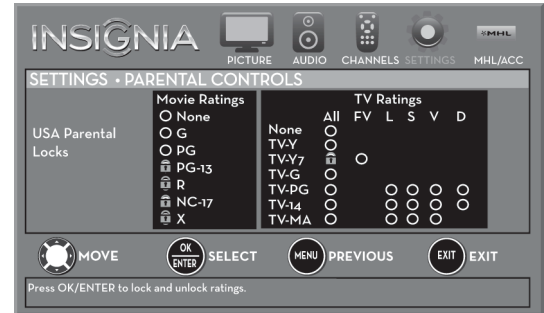 INSIGNIA
PICTURE AUDIO CHANNELS SETTINGS MHL/ACC
MHL
SETTINGS • PARENTAL CONTROLS
USA Parental
Locks
Movie Ratings
None
G
PG
PG-13
R
NC-17
X
TV Ratings
All FV L S V D
None
TV-Y
TV-Y7
TV-G
TV-PG
TV-14
TV-MA
MOVE
OK
ENTER
SELECT
MENU
PREVIOUS
EXIT
EXIT
Press OK/ENTER to lock and unlock ratings.